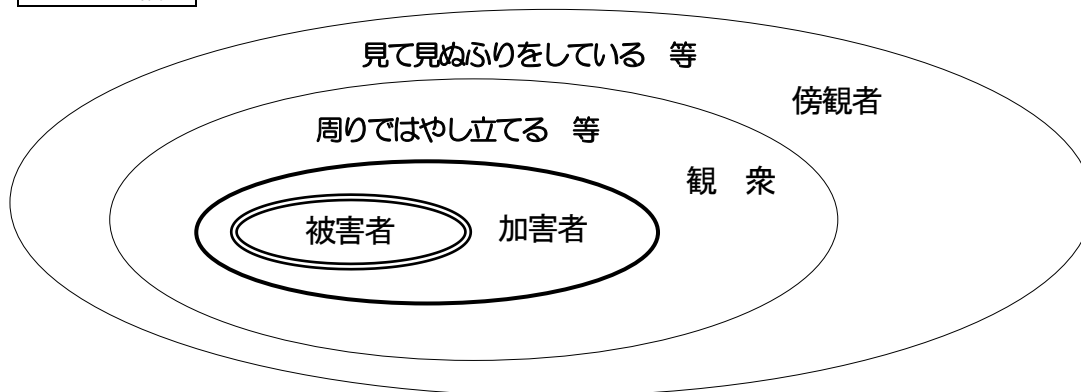 見て見ぬふりをしている　等
傍観者
周りではやし立てる　等
観　衆
被害者
加害者